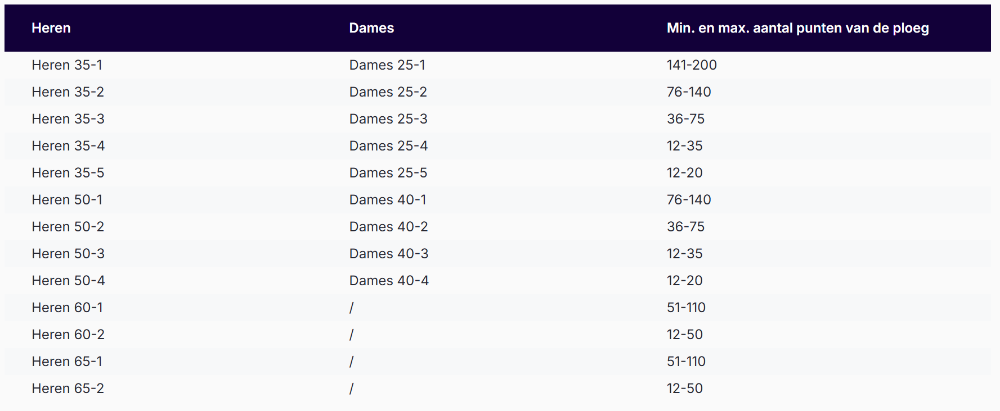 Heren Dames Min. en max. aantal punten van de ploeg
Heren 35-1 Dames 25-1 141-200
Heren 35-2 Dames 25-2 76-140
Heren 35-3 Dames 25-3 36-75
Heren 35-4 Dames 25-4 12-35
Heren 35-5 Dames 25-5 12-20
Heren 50-1 Dames 40-1 76-140
Heren 50-2 Dames 40-2 36-75
Heren 50-3 Dames 40-3 12-35
Heren 50-4 Dames 40-4 12-20
Heren 60-1 / 51-110
Heren 60-2 / 12-50
Heren 65-1 / 51-110
Heren 65-2 / 12-50